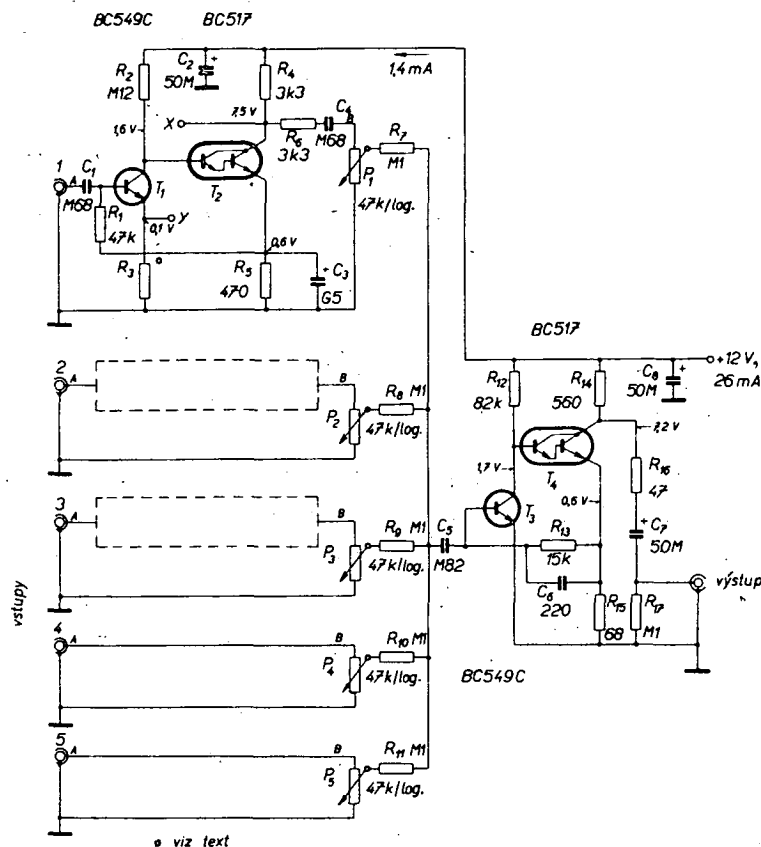 BC549C
BC517
R2
M12
C2 +
50M
R4
3k3
1,4 mA
1,6 V
X
7,5 V
R6
3k3
C4
M68
B
R7
M1
P1
47k/log.
1
A
C1
M68
T1
T2
R1
47k
Y
0,1 V
0,6 V
R3
R5
470
+ C3
G5
BC517
+12 V,
26 mA
2
A
B
R8 M1
P2
47k/log.
R12
82k
R14
560
C8 +
50M
7,2 V
T4
1,7 V
R16
47
3
A
B
R9 M1
P3
47k/log.
C5
M82
T3
0,6 V
R13
15k
+ C7
50M
C6
220
výstup
R15
68
R17
M1
vstupy
4
A
B
R10 M1
P4
47k/log.
BC549C
5
A
B
R11 M1
P5
47k/log.
o viz text